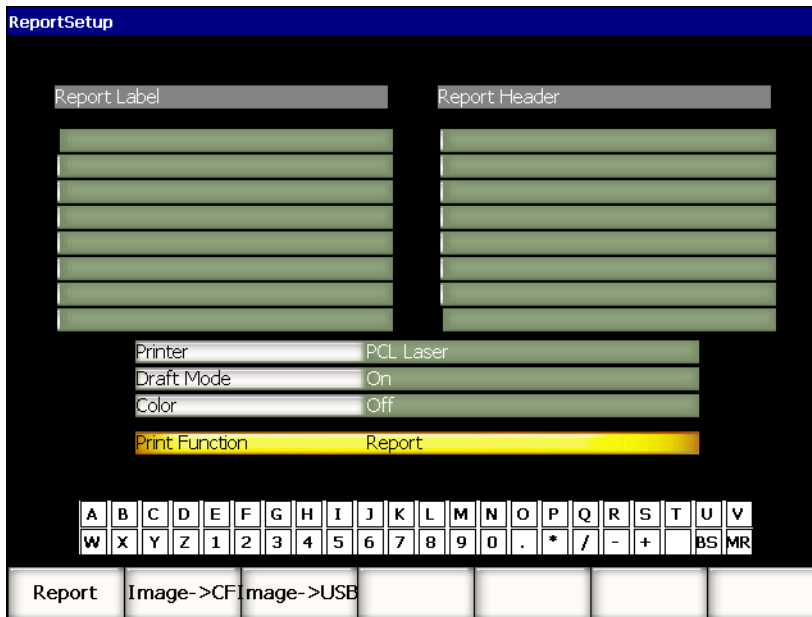 ReportSetup
Report Label Report Header
Printer PCL Laser
Draft Mode On
Color Off
Print Function Report
A B C D E F G H I J K L M N O P Q R S T U V
W X Y Z 1 2 3 4 5 6 7 8 9 0 . * / - + BS MR
Report Image->CF Image->USB